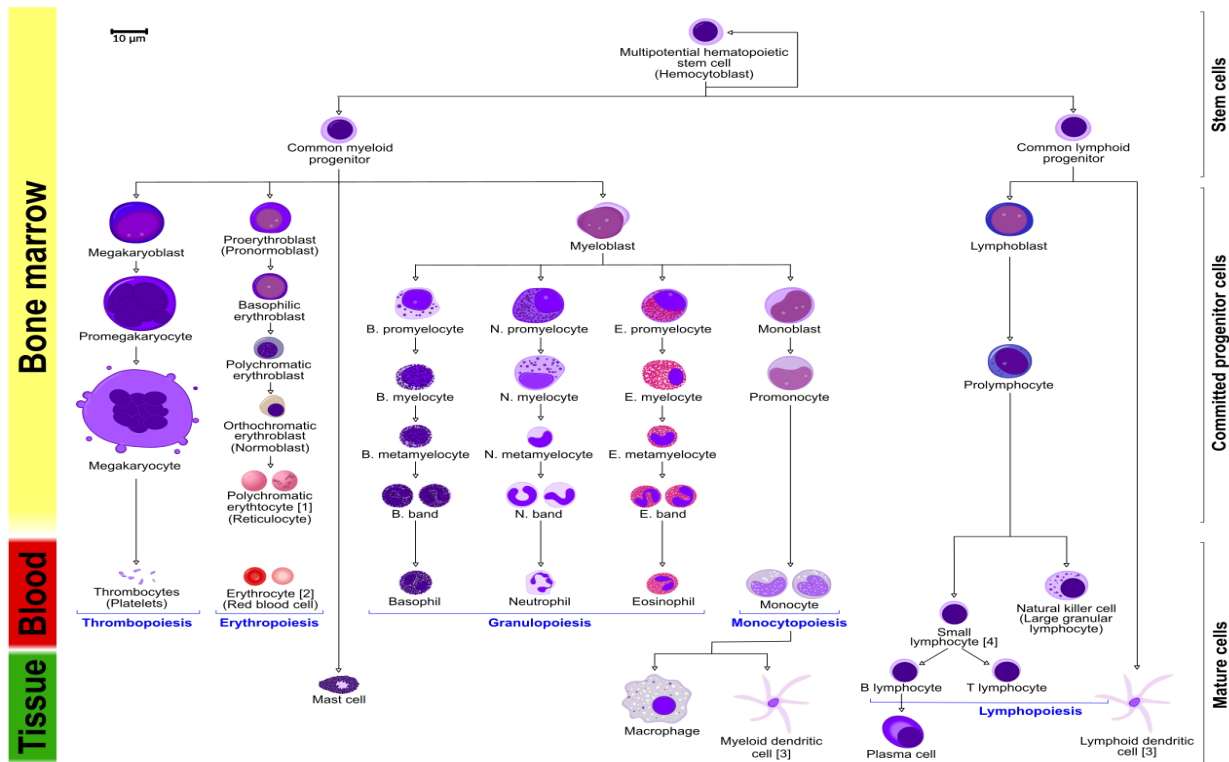 10 µm
Multipotential hematopoietic
stem cell
(Hemocytoblast)
Common myeloid
progenitor
Common lymphoid
progenitor
Stem cells
Bone marrow
Megakaryoblast
Proerythroblast
(Pronormoblast)
Myeloblast
Lymphoblast
Basophilic
erythroblast
Promegakaryocyte
B. promyelocyte
N. promyelocyte
E. promyelocyte
Monoblast
Polychromatic
erythroblast
B. myelocyte
N. myelocyte
E. myelocyte
Promonocyte
Prolymphocyte
Committed progenitor cells
Orthochromatic
erythroblast
(Normoblast)
Megakaryocyte
B. metamyelocyte
N. metamyelocyte
E. metamyelocyte
Polychromatic
erythtocyte [1]
(Reticulocyte)
B. band
N. band
E. band
Blood
Thrombocytes
(Platelets)
Erythrocyte [2]
(Red blood cell)
Basophil
Neutrophil
Eosinophil
Monocyte
Natural killer cell
(Large granular
lymphocyte)
Thrombopoiesis
Erythropoiesis
Granulopoiesis
Monocytopoiesis
Small
lymphocyte [4]
Mature cells
Tissue
Mast cell
Macrophage
Myeloid dendritic
cell [3]
B lymphocyte
T lymphocyte
Lymphopoiesis
Plasma cell
Lymphoid dendritic
cell [3]